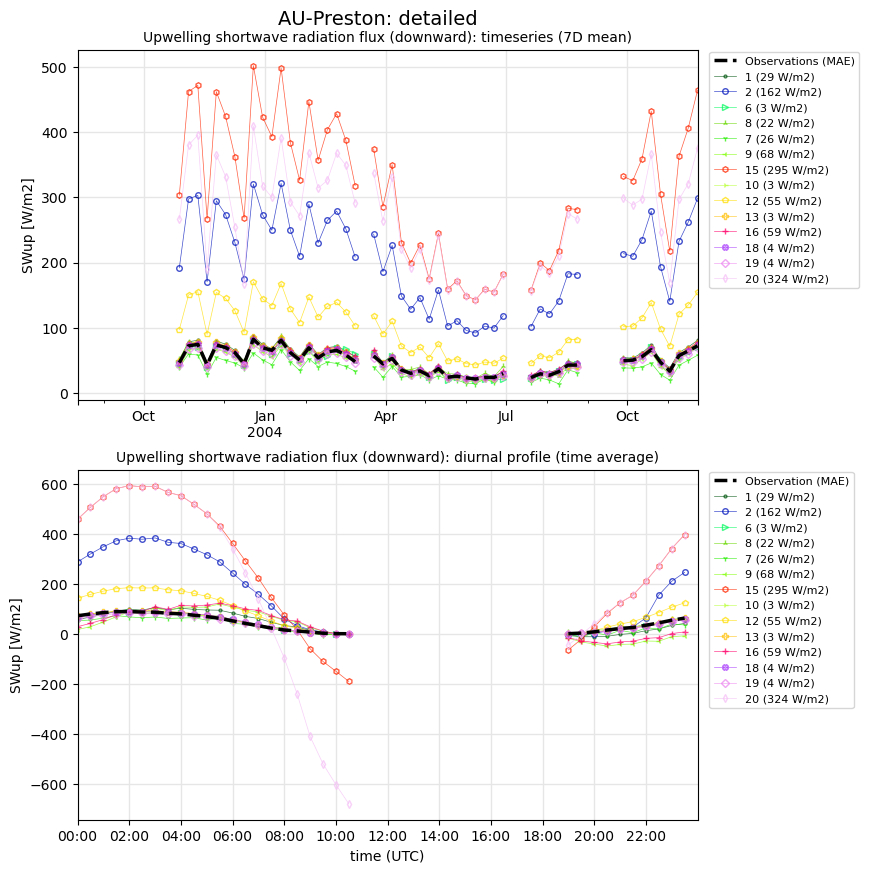 AU-Preston: detailed
Upwelling shortwave radiation flux (downward): timeseries (7D mean)
SWup [W/m2]
500
400
300
200
100
0
Oct
Jan
2004
Apr
Jul
Oct
Observations (MAE)
1 (29 W/m2)
2 (162 W/m2)
6 (3 W/m2)
8 (22 W/m2)
7 (26 W/m2)
9 (68 W/m2)
15 (295 W/m2)
10 (3 W/m2)
12 (55 W/m2)
13 (3 W/m2)
16 (59 W/m2)
18 (4 W/m2)
19 (4 W/m2)
20 (324 W/m2)
Upwelling shortwave radiation flux (downward): diurnal profile (time average)
SWup [W/m2]
600
400
200
0
−200
−400
−600
00:00
02:00
04:00
06:00
08:00
10:00
12:00
14:00
16:00
18:00
20:00
22:00
time (UTC)
Observation (MAE)
1 (29 W/m2)
2 (162 W/m2)
6 (3 W/m2)
8 (22 W/m2)
7 (26 W/m2)
9 (68 W/m2)
15 (295 W/m2)
10 (3 W/m2)
12 (55 W/m2)
13 (3 W/m2)
16 (59 W/m2)
18 (4 W/m2)
19 (4 W/m2)
20 (324 W/m2)